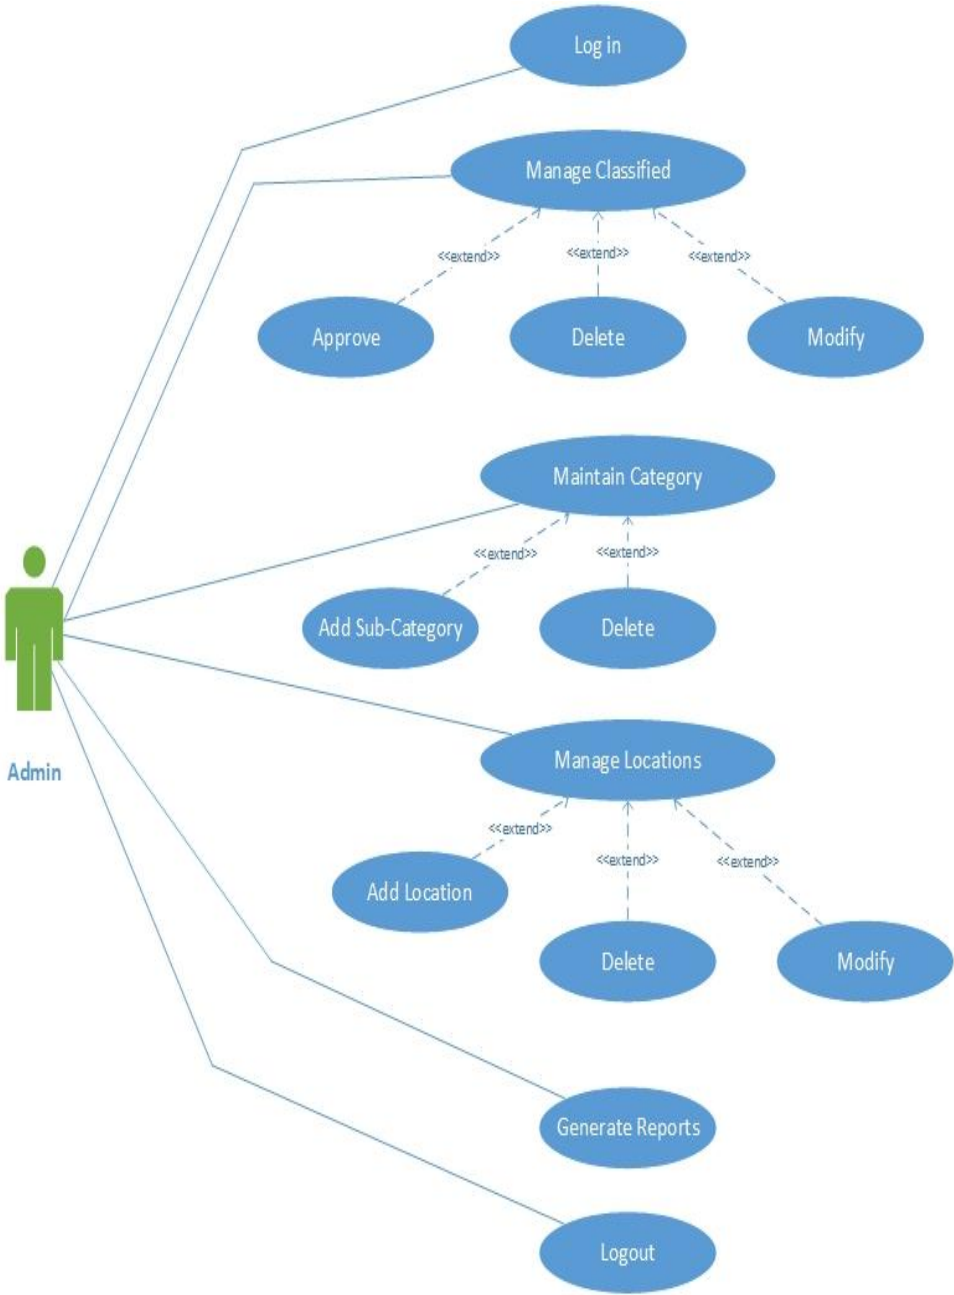 Log in
Manage Classified
<<extend>>
<<extend>>
<<extend>>
Approve
Delete
Modify
Maintain Category
<<extend>>
<<extend>>
Add Sub-Category
Delete
Admin
Manage Locations
<<extend>>
<<extend>>
<<extend>>
Add Location
Delete
Modify
Generate Reports
Logout